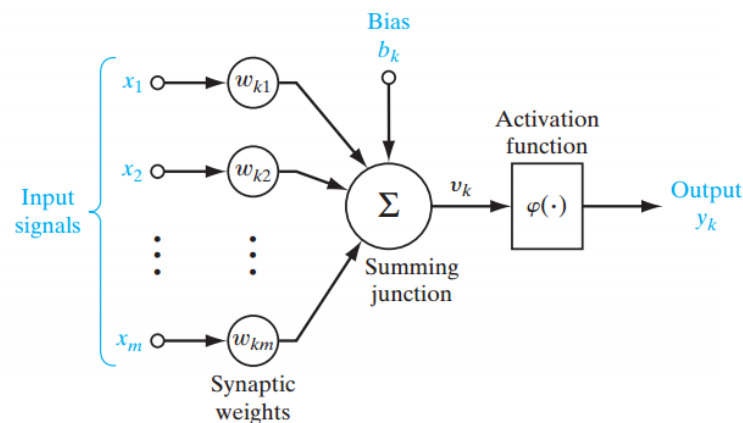 Bias
b_k
x_1
w_k1
Activation
function
x_2
w_k2
Input
signals
Σ
v_k
φ(·)
Output
y_k
Summing
junction
x_m
w_km
Synaptic
weights